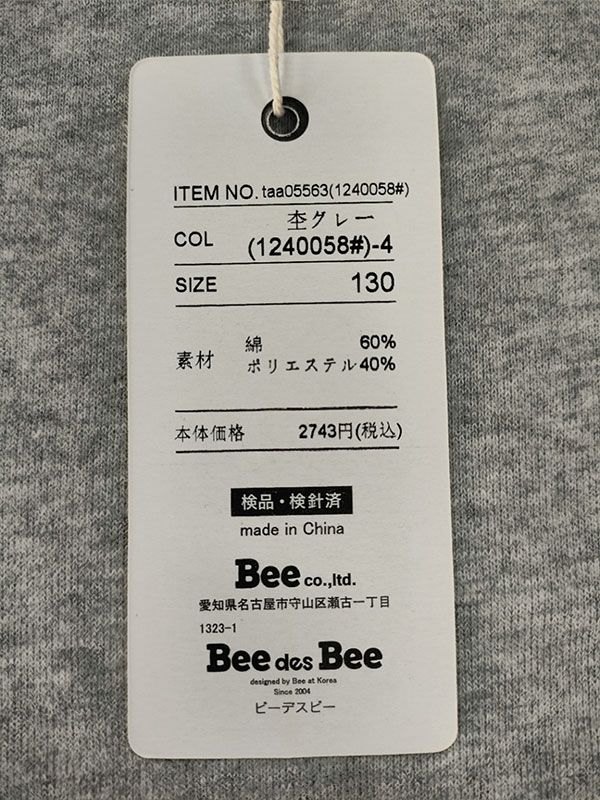 ITEM NO. taa05563(1240058#)
杢グレー
COL (1240058#)-4
SIZE 130
綿 60%
素材 ポリエステル 40%
本体価格 2743円(税込)
検品・検針済
made in China
Bee co.,ltd.
愛知県名古屋市守山区瀬古一丁目
1323-1
Bee des Bee
designed by Bee at Korea
Since 2004
ビーデスビー